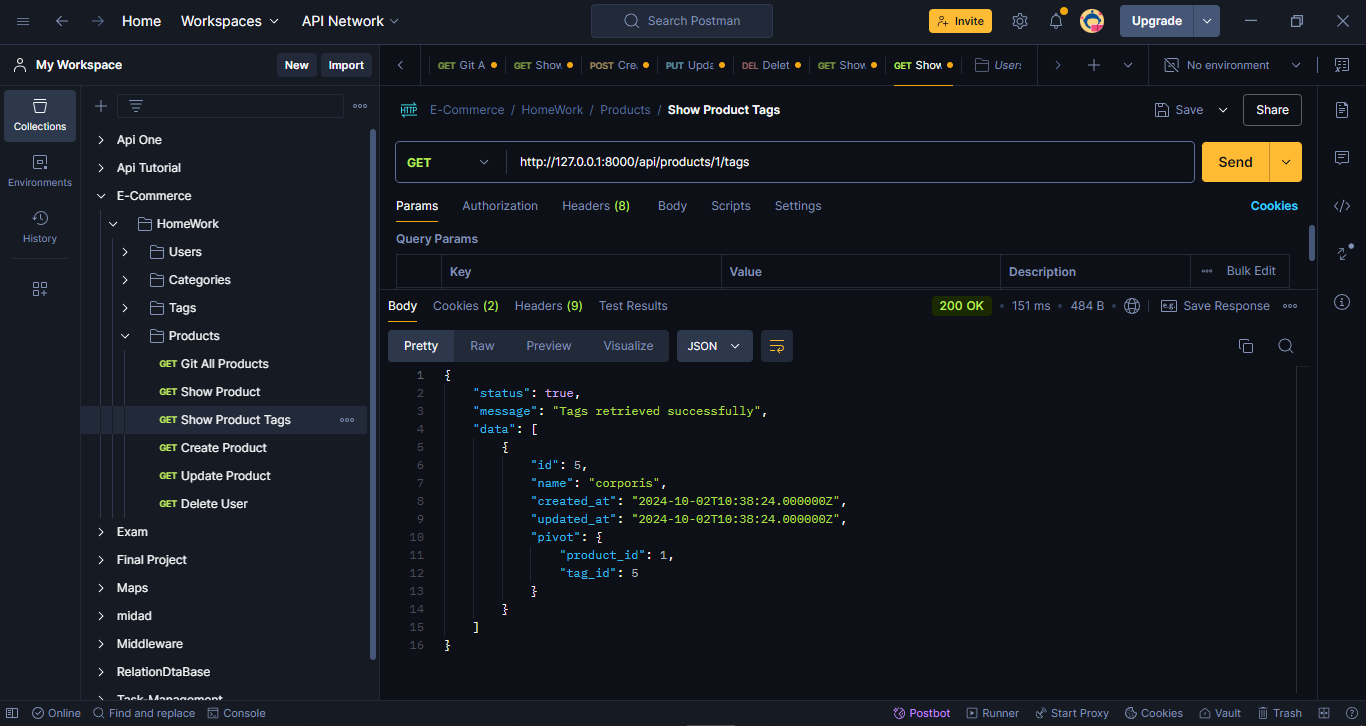 Home Workspaces API Network Search Postman Invite Upgrade
My Workspace New Import GET Git A GET Show POST Cre. PUT Upda DEL Delet GET Show GET Show Users No environment
E-Commerce / HomeWork / Products / Show Product Tags Save Share
Collections
Environments
History
Api One
Api Tutorial
E-Commerce
HomeWork
Users
Categories
Tags
Products
GET Git All Products
GET Show Product
GET Show Product Tags
GET Create Product
GET Update Product
GET Delete User
Exam
Final Project
Maps
midad
Middleware
RelationDtaBase
Task-Management
HTTP
GET http://127.0.0.1:8000/api/products/1/tags Send
Params Authorization Headers (8) Body Scripts Settings Cookies
Query Params
Key Value Description Bulk Edit
Body Cookies (2) Headers (9) Test Results 200 OK 151 ms 484 B e.g. Save Response
Pretty Raw Preview Visualize JSON
1 {
2 "status": true,
3 "message": "Tags retrieved successfully",
4 "data": [
5 {
6 "id": 5,
7 "name": "corporis",
8 "created_at": "2024-10-02T10:38:24.000000Z",
9 "updated_at": "2024-10-02T10:38:24.000000Z",
10 "pivot": {
11 "product_id": 1,
12 "tag_id": 5
13 }
14 }
15 ]
16 }
Online Find and replace Console Postbot Runner Start Proxy Cookies Vault Trash